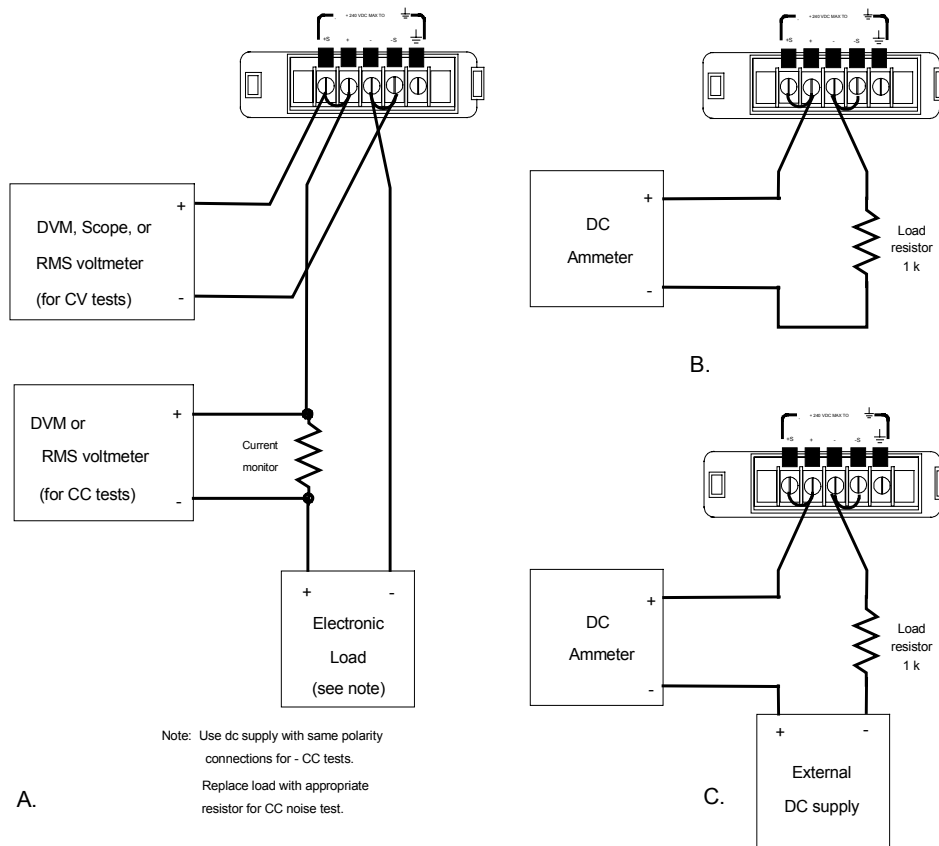 + 240 VDC MAX TO
+S + - -S
DVM, Scope, or
RMS voltmeter
(for CV tests)
+
-
DVM or
RMS voltmeter
(for CC tests)
+
-
Current
monitor
+ -
Electronic
Load
(see note)
Note: Use dc supply with same polarity
connections for - CC tests.
Replace load with appropriate
resistor for CC noise test.
A.
+ 240 VDC MAX TO
+S + - -S
DC
Ammeter
+
-
Load
resistor
1 k
B.
+ 240 VDC MAX TO
+S + - -S
DC
Ammeter
+
-
Load
resistor
1 k
+ -
External
DC supply
C.